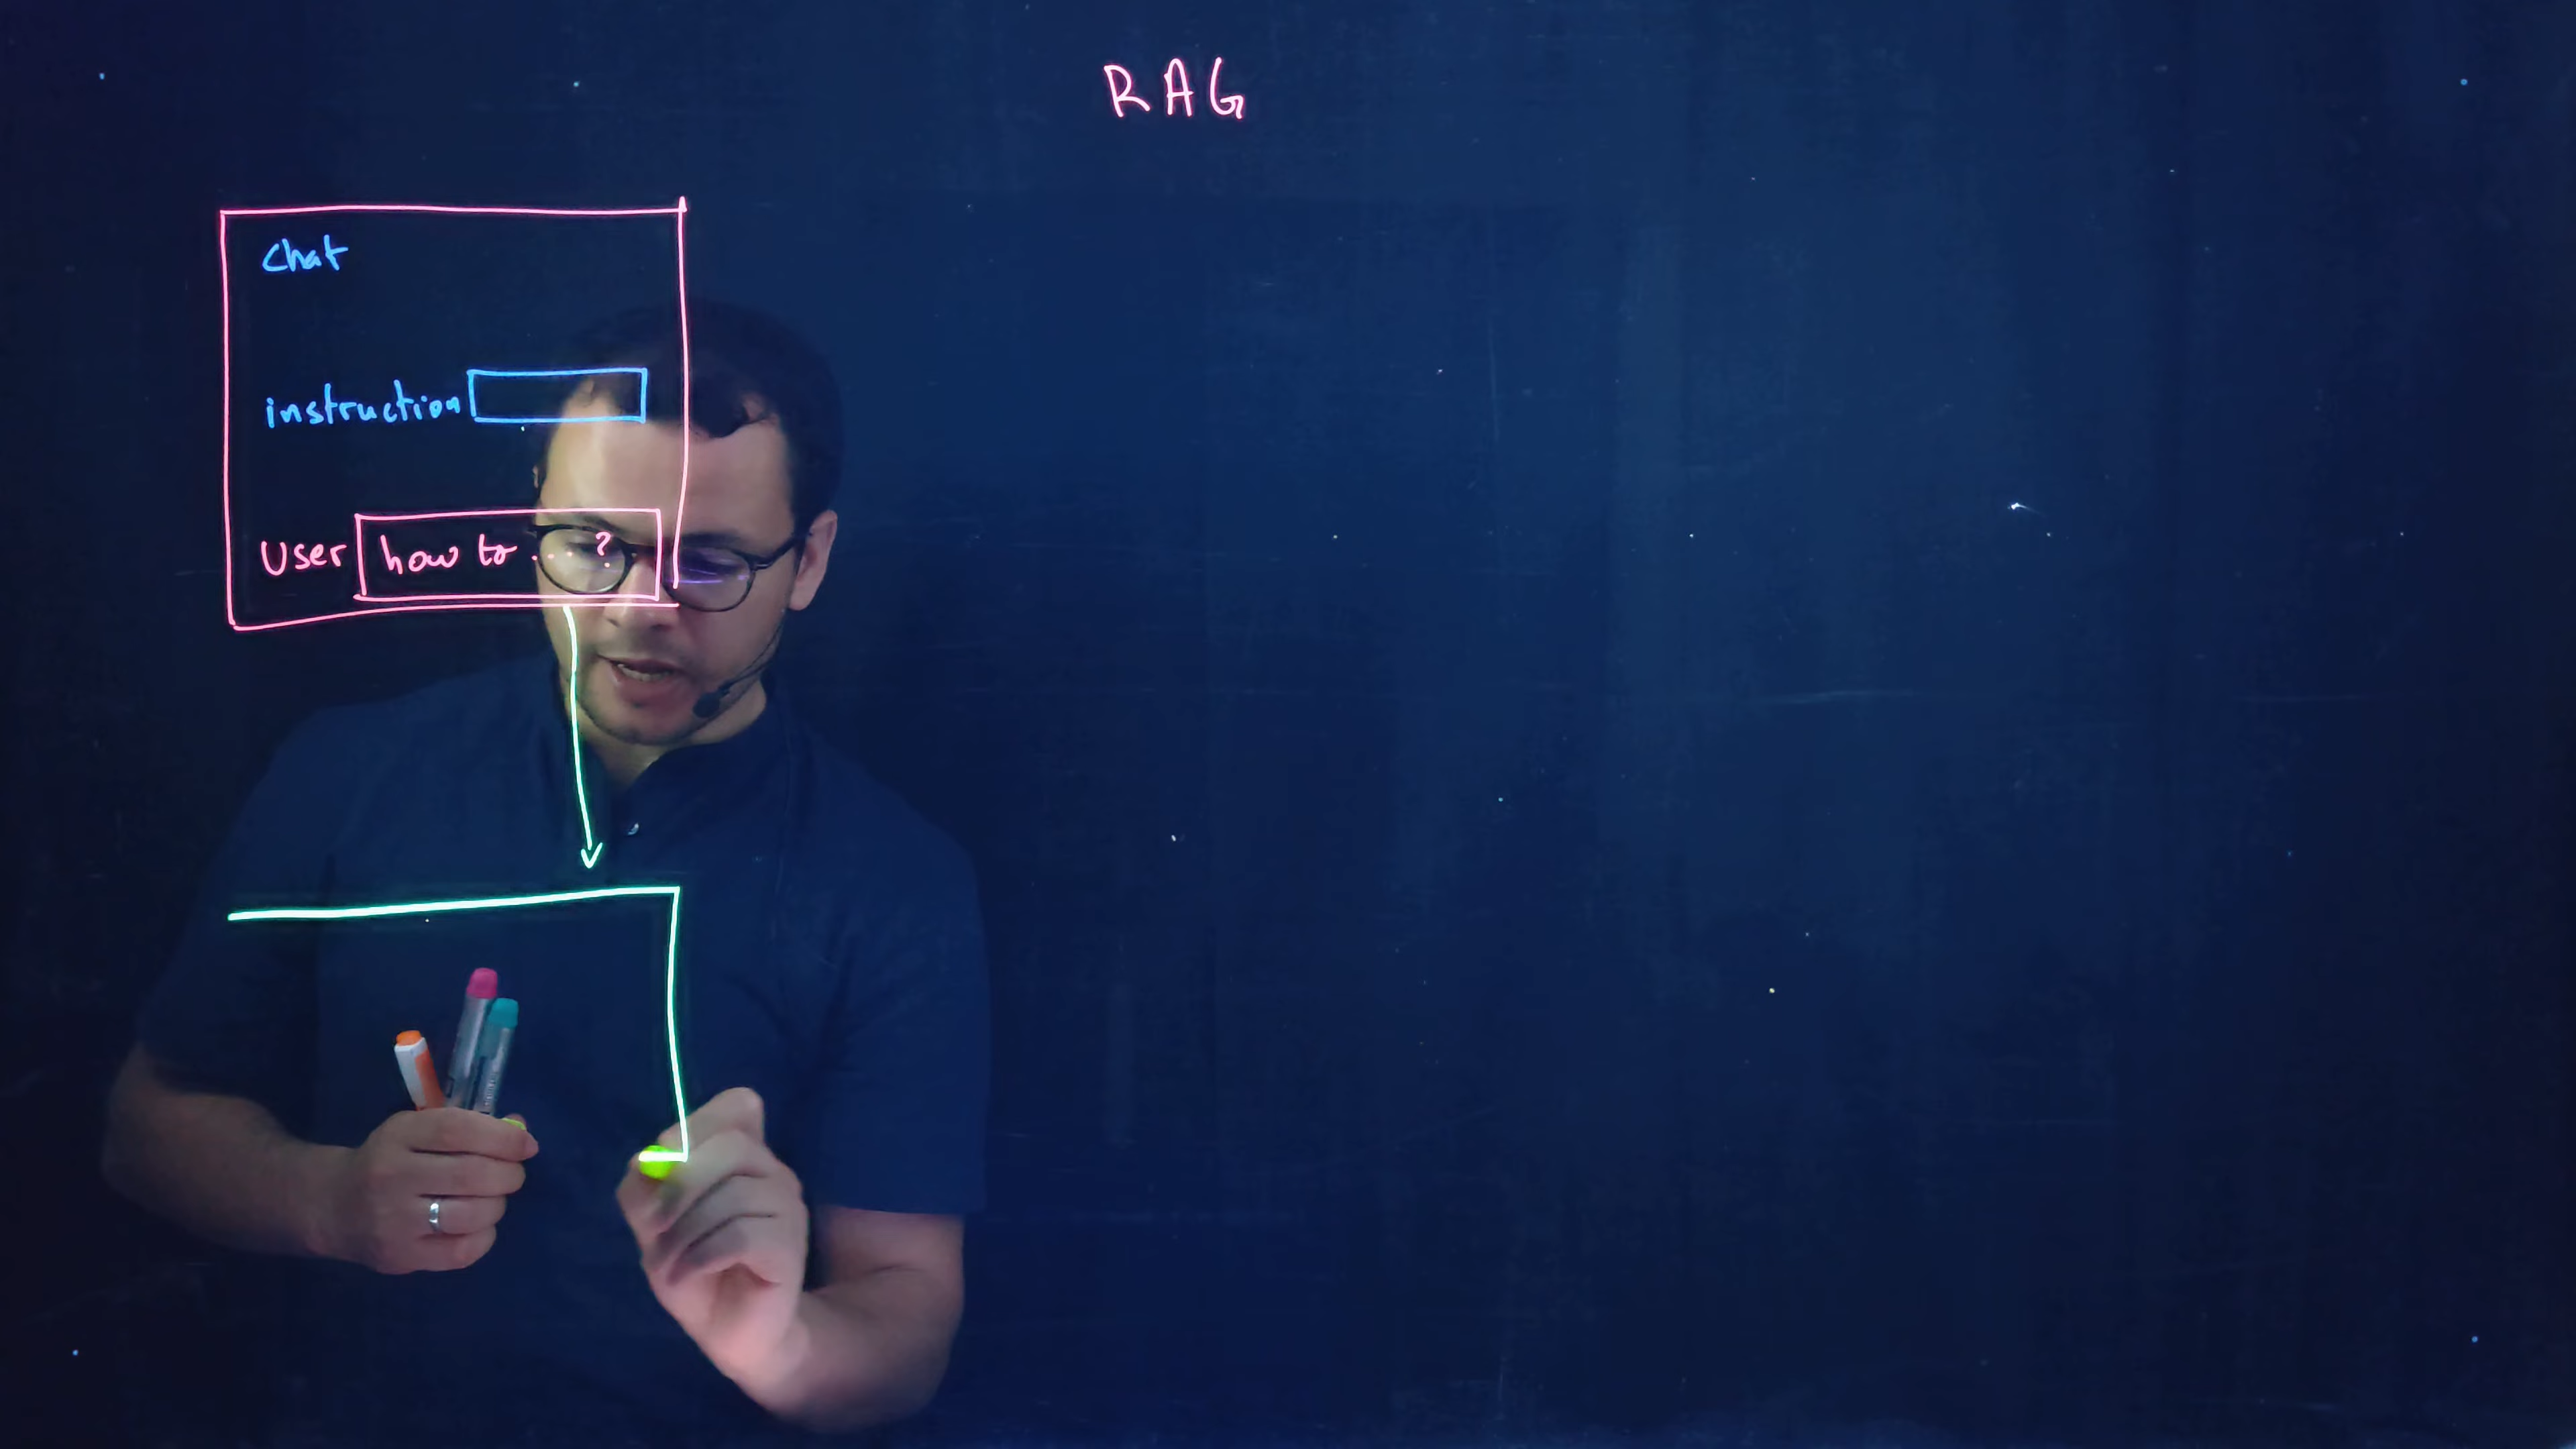 RAG
Chat
instruction
User how to .... ?